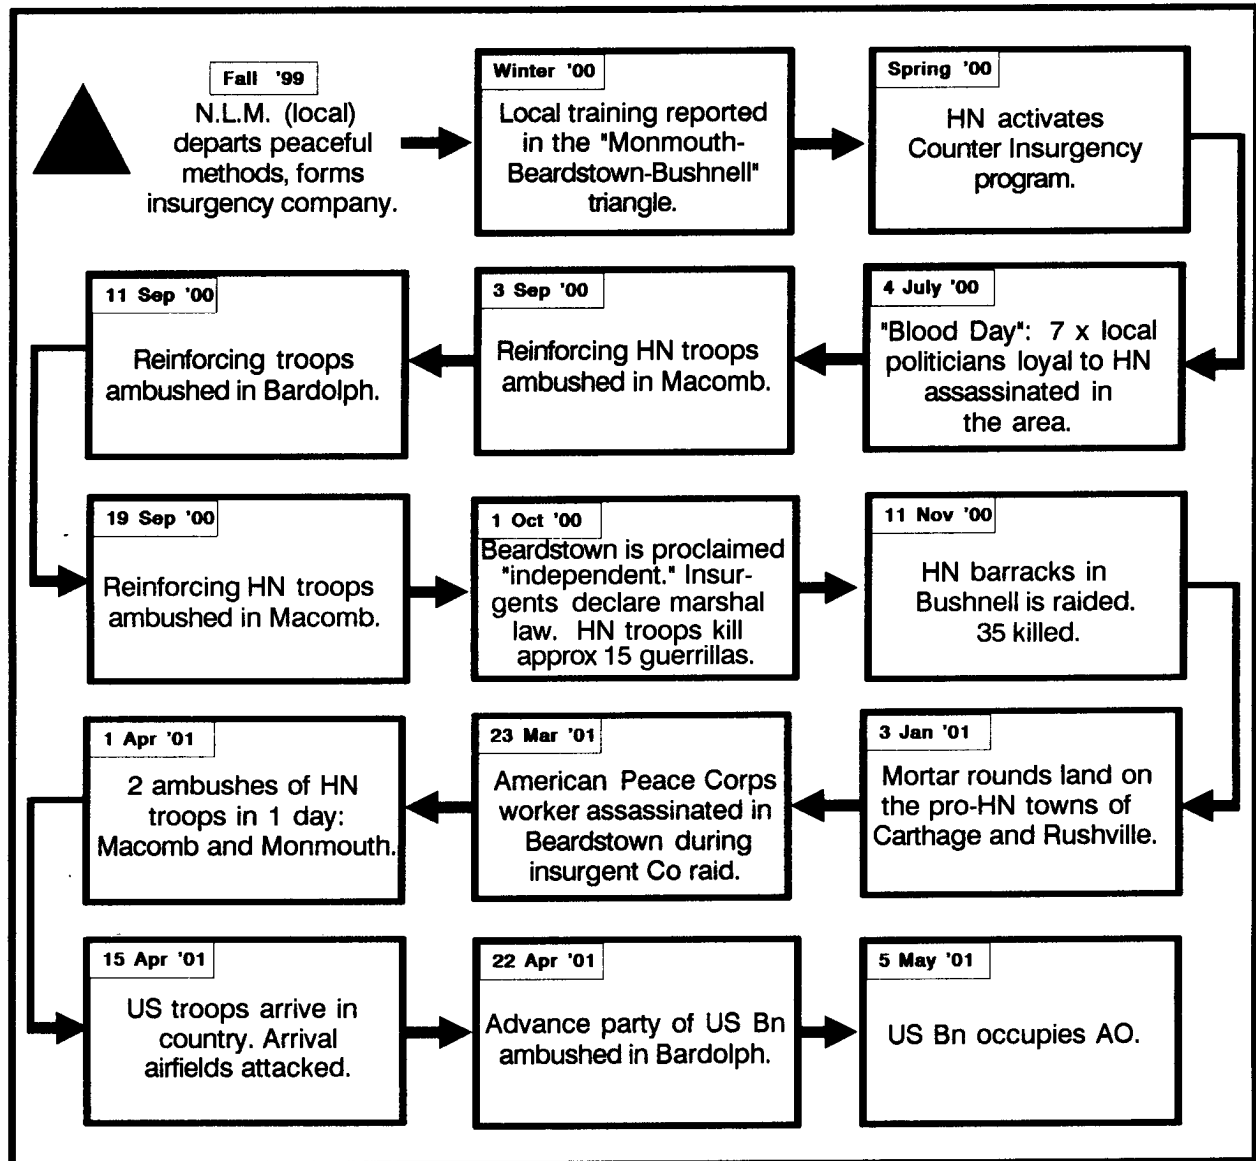 Fall '99
N.L.M. (local)
departs peaceful
methods, forms
insurgency company.
Winter '00
Local training reported
in the "Monmouth-
Beardstown-Bushnell"
triangle.
Spring '00
HN activates
Counter Insurgency
program.
4 July '00
"Blood Day": 7 x local
politicians loyal to HN
assassinated in
the area.
3 Sep '00
Reinforcing HN troops
ambushed in Macomb.
11 Sep '00
Reinforcing troops
ambushed in Bardolph.
19 Sep '00
Reinforcing HN troops
ambushed in Macomb.
1 Oct '00
Beardstown is proclaimed
"independent." Insur-
gents declare marshal
law. HN troops kill
approx 15 guerrillas.
11 Nov '00
HN barracks in
Bushnell is raided.
35 killed.
3 Jan '01
Mortar rounds land on
the pro-HN towns of
Carthage and Rushville.
23 Mar '01
American Peace Corps
worker assassinated in
Beardstown during
insurgent Co raid.
1 Apr '01
2 ambushes of HN
troops in 1 day:
Macomb and Monmouth.
15 Apr '01
US troops arrive in
country. Arrival
airfields attacked.
22 Apr '01
Advance party of US Bn
ambushed in Bardolph.
5 May '01
US Bn occupies AO.